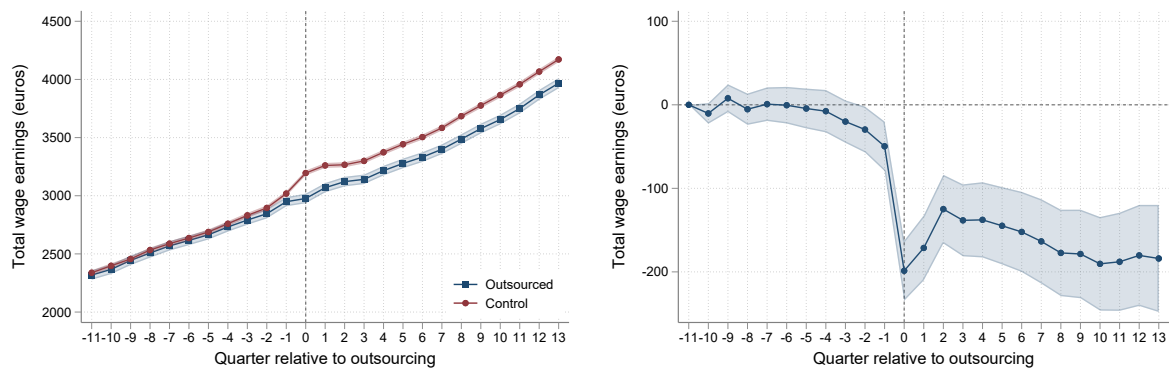 Total wage earnings (euros)
4500
4000
3500
3000
2500
2000
Outsourced
Control
-11 -10 -9 -8 -7 -6 -5 -4 -3 -2 -1 0 1 2 3 4 5 6 7 8 9 10 11 12 13
Quarter relative to outsourcing
Total wage earnings (euros)
100
0
-100
-200
-11 -10 -9 -8 -7 -6 -5 -4 -3 -2 -1 0 1 2 3 4 5 6 7 8 9 10 11 12 13
Quarter relative to outsourcing